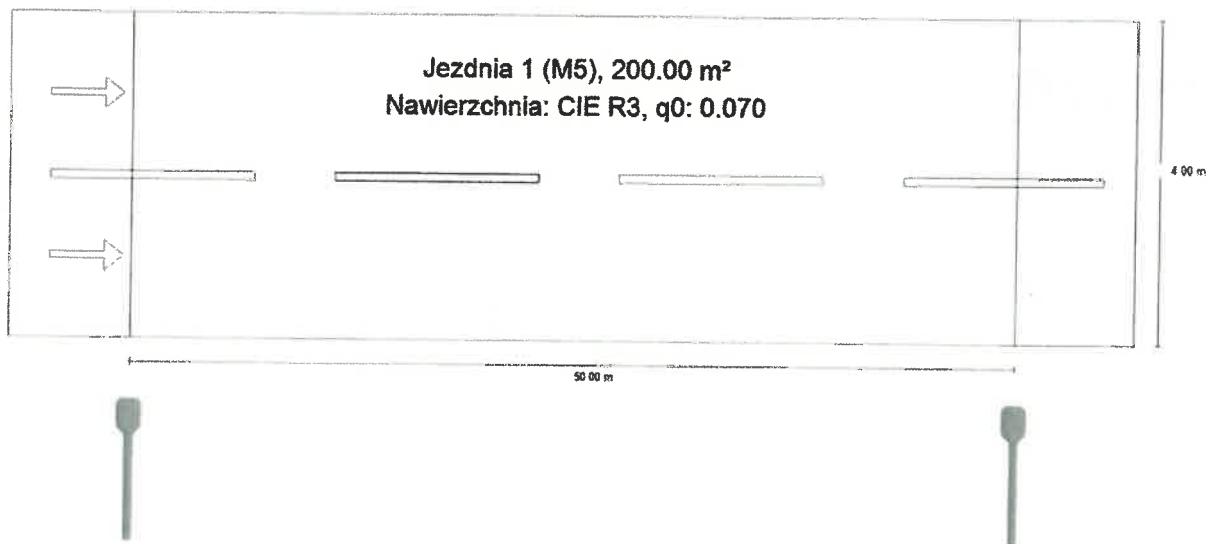 Jezdnia 1 (M5), 200.00 m²
Nawierzchnia: CIE R3, q0: 0.070
4 00 m
50 00 m